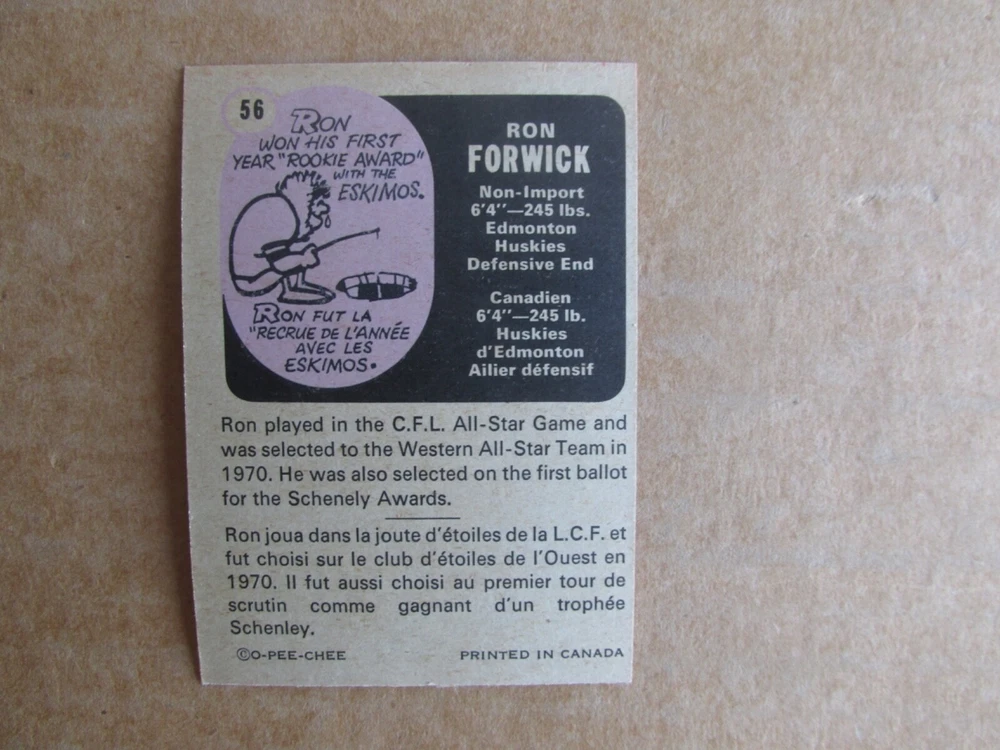 56
RON
WON HIS FIRST
YEAR "ROOKIE AWARD"
WITH THE
ESKIMOS.
RON FUT LA
"RECRUE DE L'ANNÉE
AVEC LES
ESKIMOS.
RON
FORWICK
Non-Import
6'4"—245 lbs.
Edmonton
Huskies
Defensive End
Canadien
6'4"—245 lb.
Huskies
d'Edmonton
Ailier défensif
Ron played in the C.F.L. All-Star Game and
was selected to the Western All-Star Team in
1970. He was also selected on the first ballot
for the Schenely Awards.
Ron joua dans la joute d'étoiles de la L.C.F. et
fut choisi sur le club d'étoiles de l'Ouest en
1970. Il fut aussi choisi au premier tour de
scrutin comme gagnant d'un trophée
Schenley.
©O-PEE-CHEE PRINTED IN CANADA